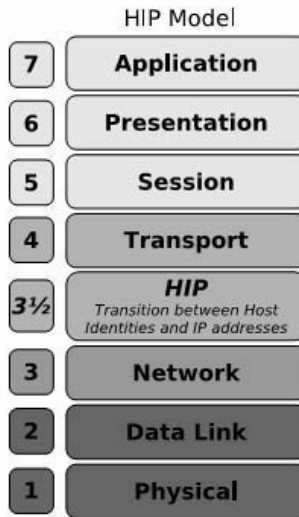 HIP Model
7 Application
6 Presentation
5 Session
4 Transport
3½ HIP
Transition between Host
Identities and IP addresses
3 Network
2 Data Link
1 Physical